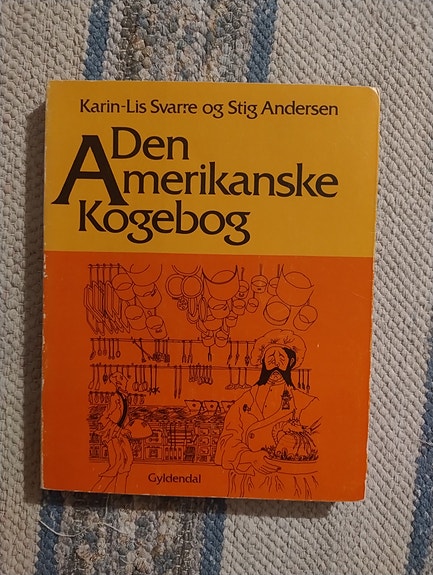 Karin-Lis Svarre og Stig Andersen
Den
Amerikanske
Kogebog
Gyldendal